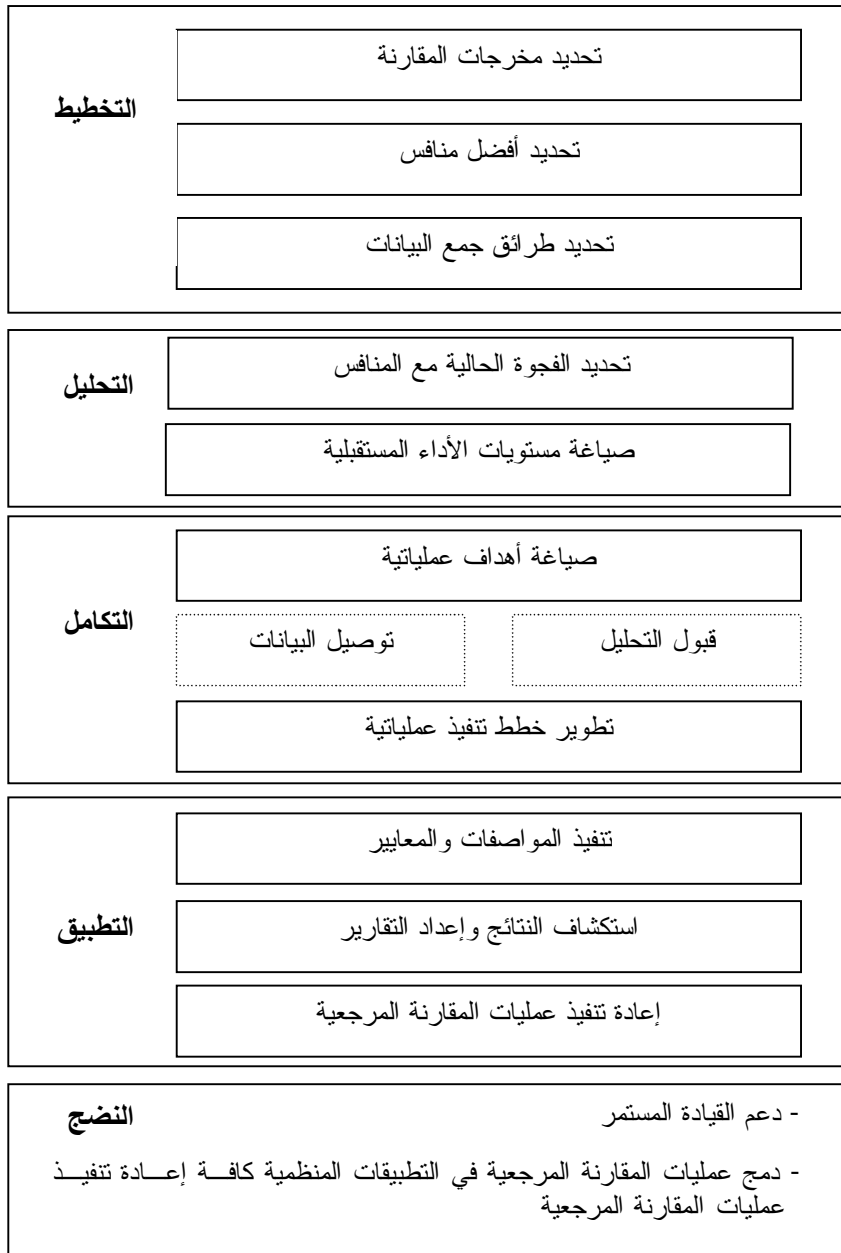 تحديد مخرجات المقارنة
التخطيط
تحديد أفضل منافس
تحديد طرائق جمع البيانات
تحديد الفجوة الحالية مع المنافس
التحليل
صياغة مستويات الأداء المستقبلية
صياغة أهداف عملياتية
التكامل
قبول التحليل
توصيل البيانات
تطوير خطط تنفيذ عملياتية
تنفيذ المواصفات والمعايير
التطبيق
استكشاف النتائج وإعداد التقارير
إعادة تنفيذ عمليات المقارنة المرجعية
النضج
- دعم القيادة المستمر
- دمج عمليات المقارنة المرجعية في التطبيقات المنظمية كافة إعادة تنفيذ
عمليات المقارنة المرجعية